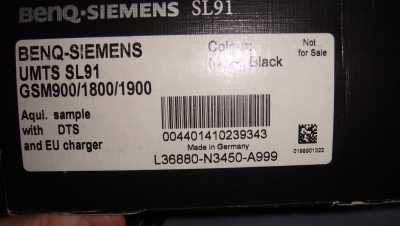 BENQ-SIEMENS SL91
BENQ-SIEMENS
UMTS SL91
GSM900/1800/1900
Colour:
Black
Not
for Sale
Aqui. sample
with DTS
and EU charger
004401410239343
Made in Germany
L36880-N3450-A999